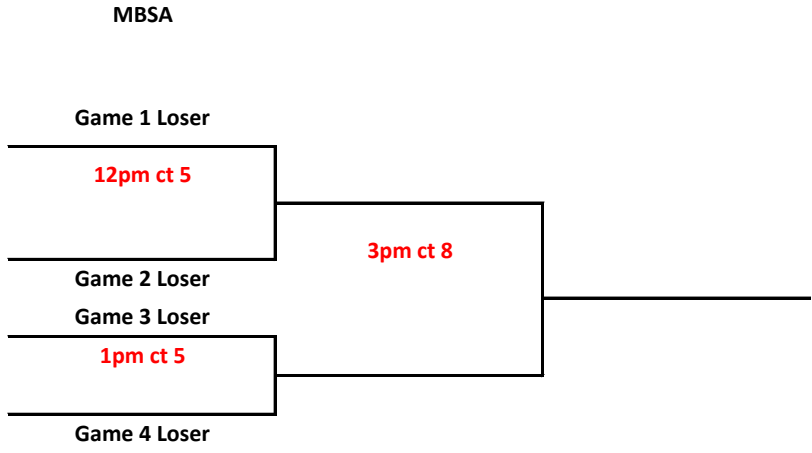 MBSA
Game 1 Loser
12pm ct 5
3pm ct 8
Game 2 Loser
Game 3 Loser
1pm ct 5
Game 4 Loser